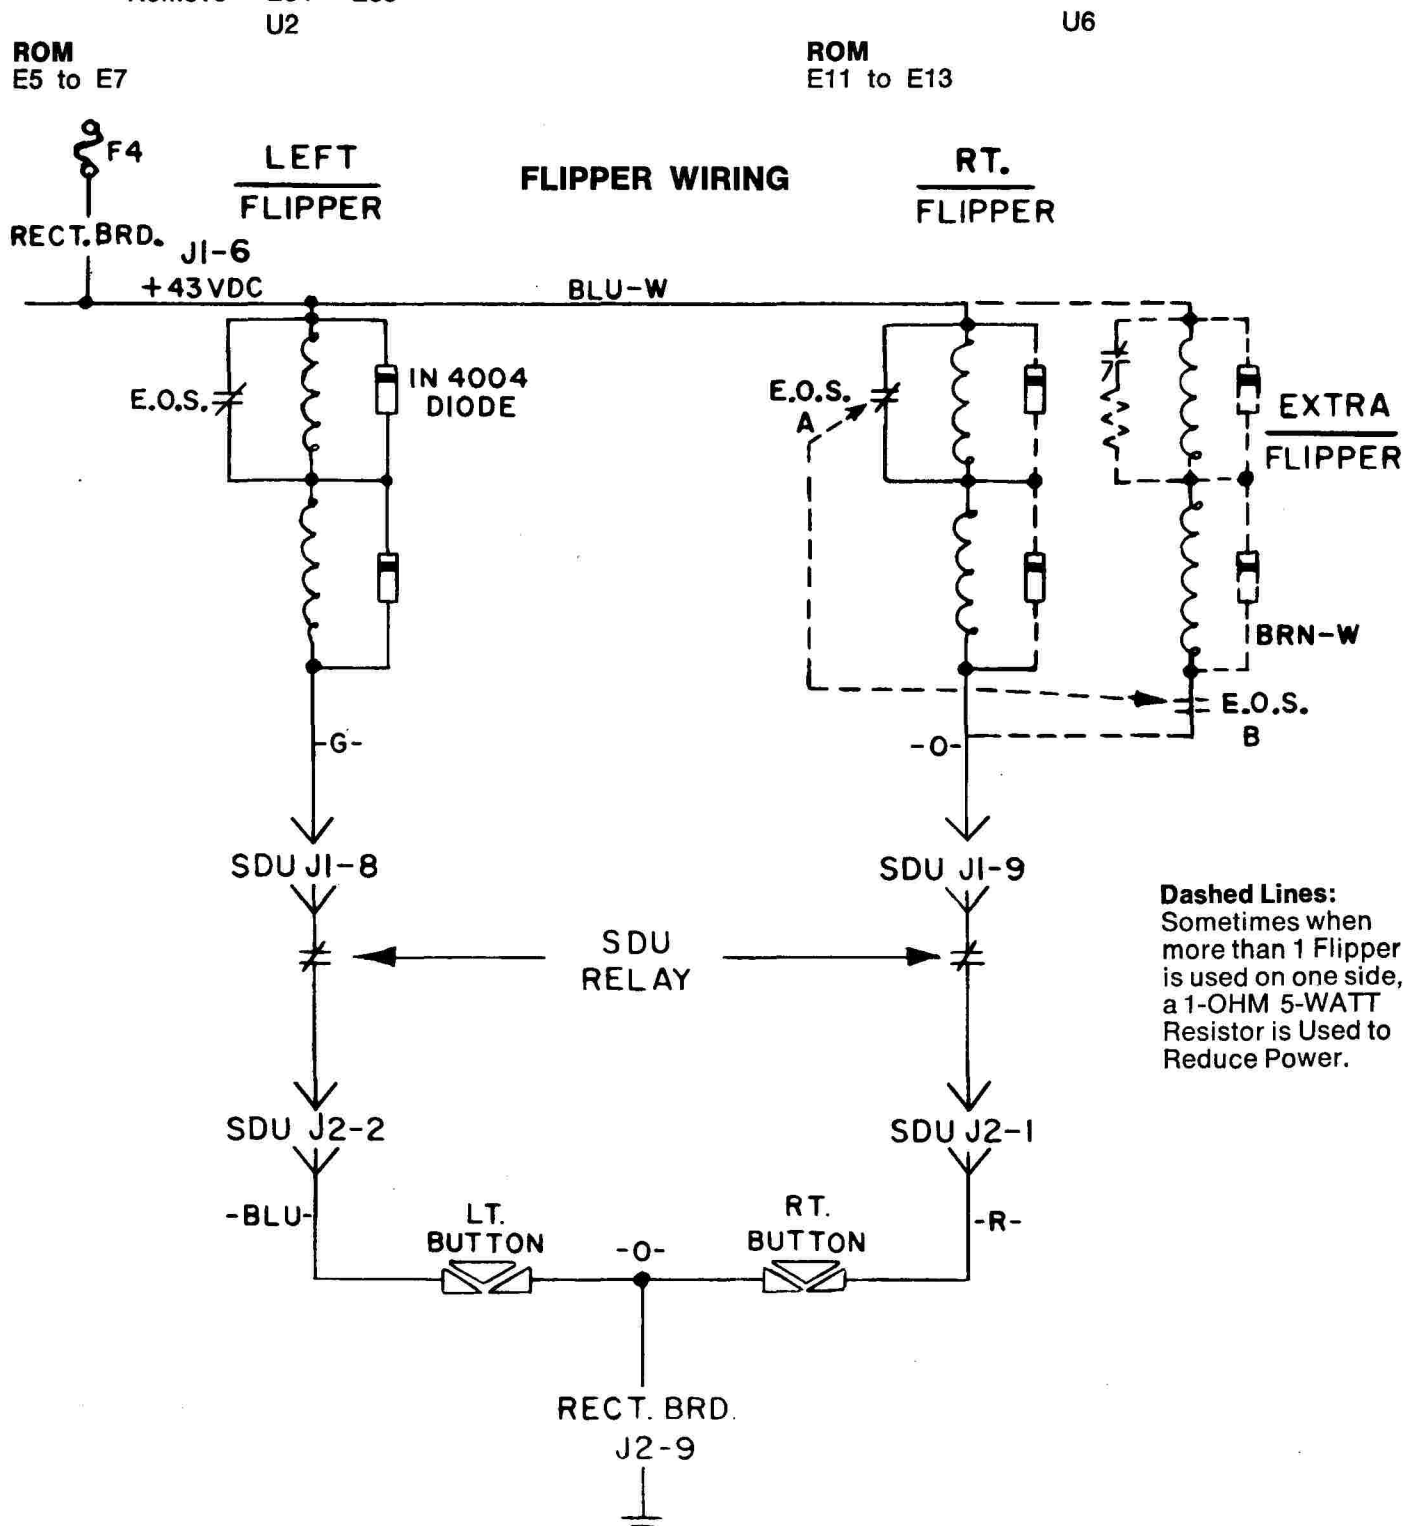 U2
U6
ROM
E5 to E7
ROM
E11 to E13
F4
LEFT
FLIPPER
FLIPPER WIRING
RT.
FLIPPER
RECT. BRD.
J1-6
+43VDC
BLU-W
E.O.S.
IN 4004
DIODE
E.O.S.
A
EXTRA
FLIPPER
BRN-W
E.O.S.
B
-G-
-O-
SDU J1-8
SDU J1-9
SDU
RELAY
Dashed Lines:
Sometimes when
more than 1 Flipper
is used on one side,
a 1-OHM 5-WATT
Resistor is Used to
Reduce Power.
SDU J2-2
SDU J2-1
-BLU-
LT.
BUTTON
-O-
RT.
BUTTON
-R-
RECT. BRD.
J2-9